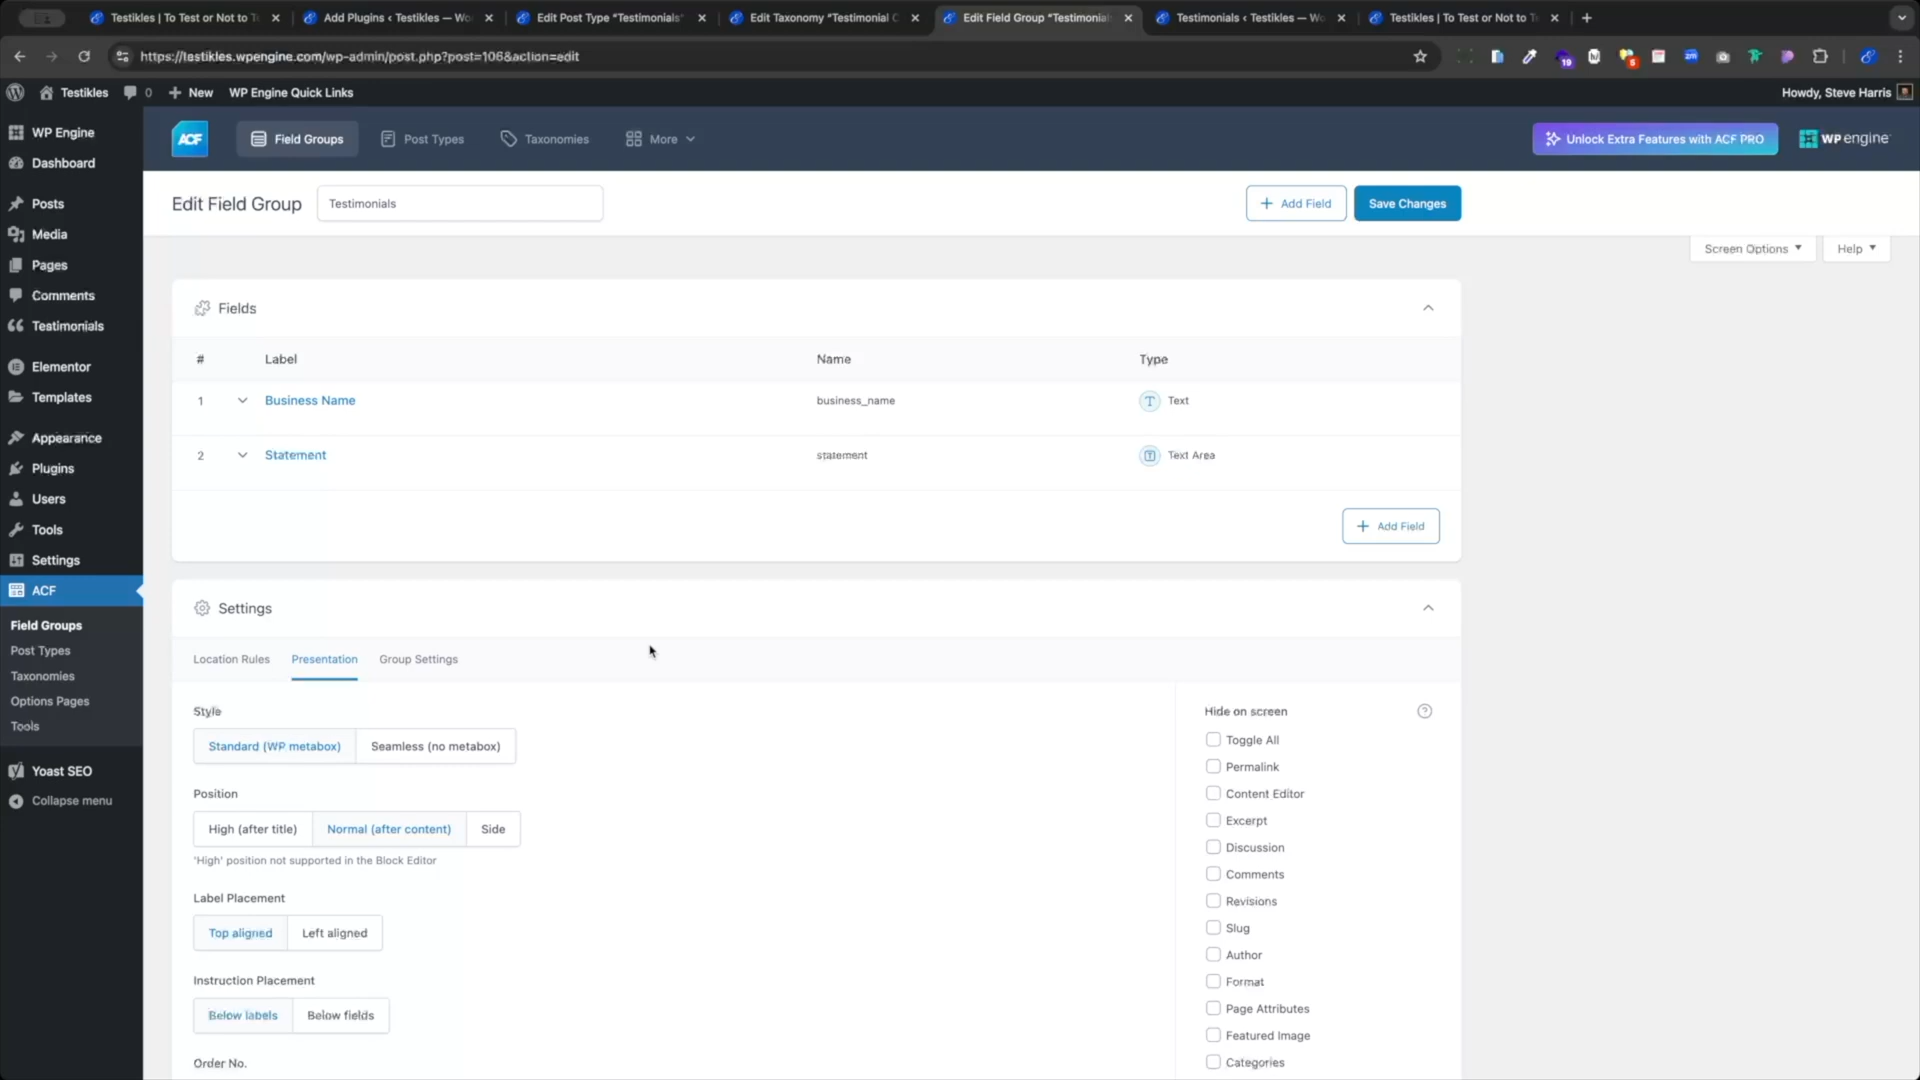 Testikles | To Test or Not to T
Add Plugins ‹ Testikles — Wo
Edit Post Type "Testimonials"
Edit Taxonomy "Testimonial C
Edit Field Group "Testimonial
Testimonials ‹ Testikles — Wo
Testikles | To Test or Not to T
https://testikles.wpengine.com/wp-admin/post.php?post=106&action=edit
19
5
Testikles
0
New
WP Engine Quick Links
Howdy, Steve Harris
WP Engine
Dashboard
Posts
Media
Pages
Comments
Testimonials
Elementor
Templates
Appearance
Plugins
Users
Tools
Settings
ACF
Field Groups
Post Types
Taxonomies
Options Pages
Tools
Yoast SEO
Collapse menu
ACF
Field Groups
Post Types
Taxonomies
More
Unlock Extra Features with ACF PRO
WP engine
Edit Field Group
Testimonials
+ Add Field
Save Changes
Screen Options
Help
Fields
# Label Name Type
1 Business Name business_name Text
2 Statement statement Text Area
+ Add Field
Settings
Location Rules
Presentation
Group Settings
Style
Standard (WP metabox)
Seamless (no metabox)
Position
High (after title)
Normal (after content)
Side
'High' position not supported in the Block Editor
Label Placement
Top aligned
Left aligned
Instruction Placement
Below labels
Below fields
Order No.
Hide on screen
Toggle All
Permalink
Content Editor
Excerpt
Discussion
Comments
Revisions
Slug
Author
Format
Page Attributes
Featured Image
Categories